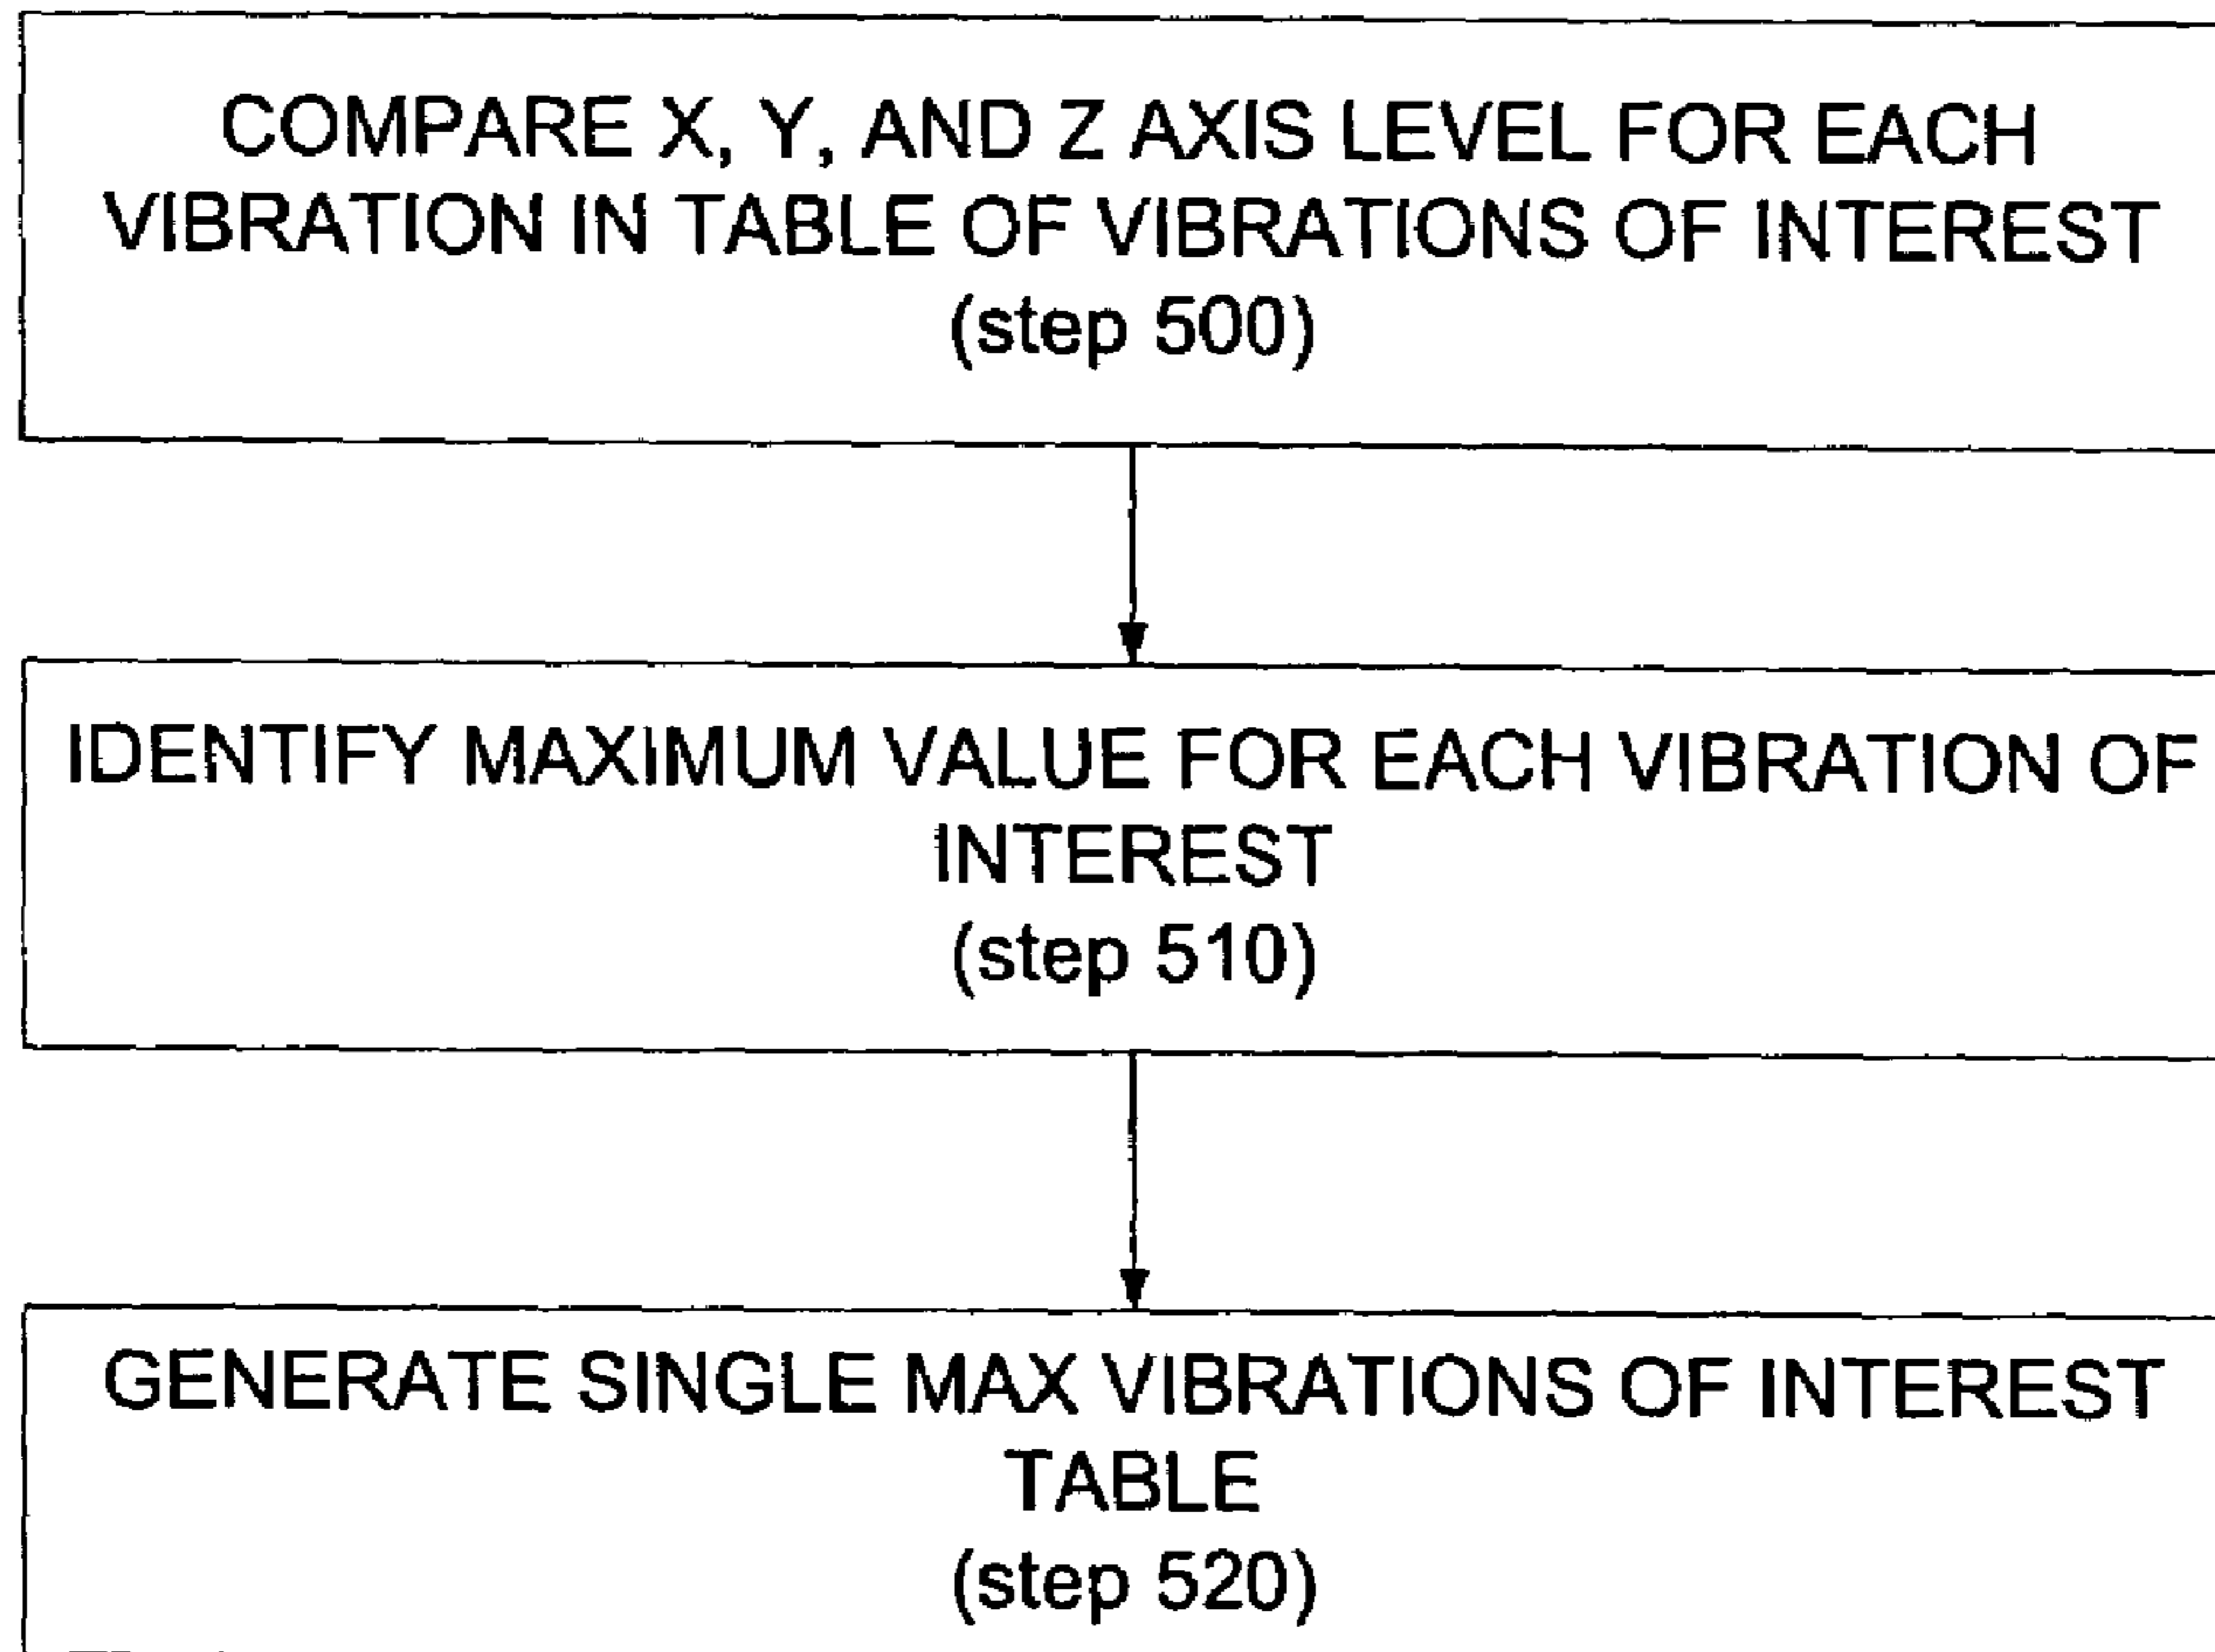 COMPARE X, Y, AND Z AXIS LEVEL FOR EACH
VIBRATION IN TABLE OF VIBRATIONS OF INTEREST
(step 500)
IDENTIFY MAXIMUM VALUE FOR EACH VIBRATION OF
INTEREST
(step 510)
GENERATE SINGLE MAX VIBRATIONS OF INTEREST
TABLE
(step 520)